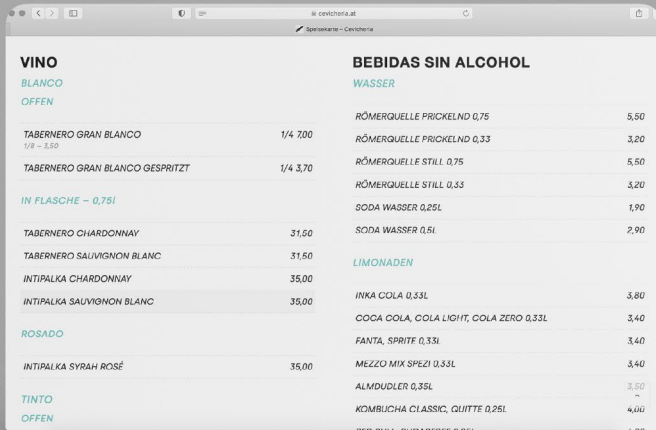 cevicheria.at
Speisekarte – Cevicheria
VINO
BLANCO
OFFEN
TABERNERO GRAN BLANCO 1/4 7,00
1/8 – 3,50
TABERNERO GRAN BLANCO GESPRITZT 1/4 3,70
IN FLASCHE – 0,75l
TABERNERO CHARDONNAY 31,50
TABERNERO SAUVIGNON BLANC 31,50
INTIPALKA CHARDONNAY 35,00
INTIPALKA SAUVIGNON BLANC 35,00
ROSADO
INTIPALKA SYRAH ROSÉ 35,00
TINTO
OFFEN
BEBIDAS SIN ALCOHOL
WASSER
RÖMERQUELLE PRICKELND 0,75 5,50
RÖMERQUELLE PRICKELND 0,33 3,20
RÖMERQUELLE STILL 0,75 5,50
RÖMERQUELLE STILL 0,33 3,20
SODA WASSER 0,25L 1,90
SODA WASSER 0,5L 2,90
LIMONADEN
INKA COLA 0,33L 3,80
COCA COLA, COLA LIGHT, COLA ZERO 0,33L 3,40
FANTA, SPRITE 0,33L 3,40
MEZZO MIX SPEZI 0,33L 3,40
ALMDUDLER 0,35L 3,50
KOMBUCHA CLASSIC, QUITTE 0,25L 4,00